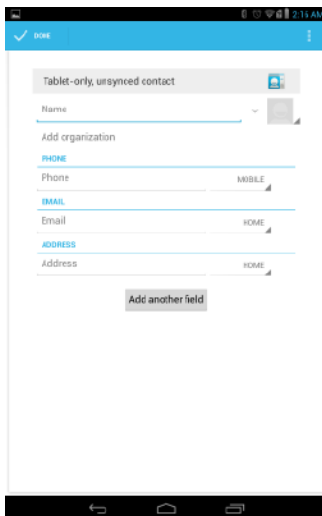 2:16 AM
DONE
Tablet-only, unsynced contact
Name
Add organization
PHONE
Phone MOBILE
EMAIL
Email HOME
ADDRESS
Address HOME
Add another field